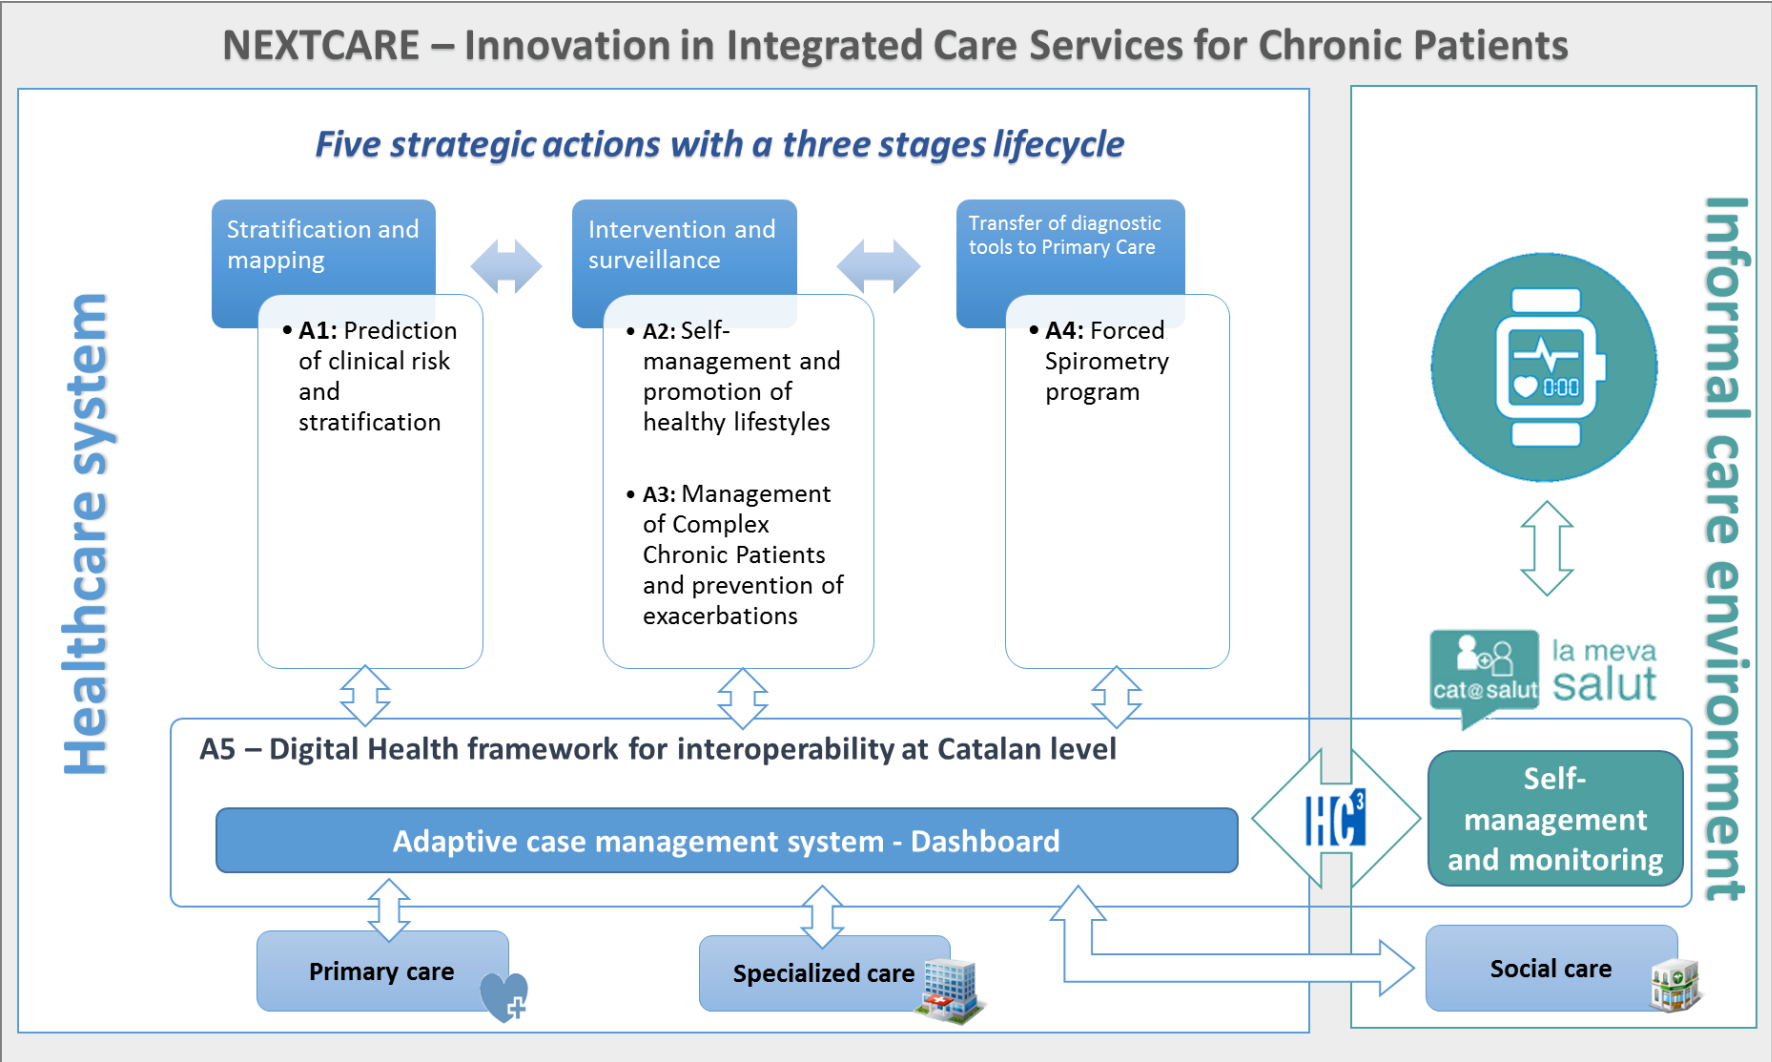 NEXTCARE – Innovation in Integrated Care Services for Chronic Patients
Five strategic actions with a three stages lifecycle
Healthcare system
Stratification and
mapping
• A1: Prediction
of clinical risk
and
stratification
Intervention and
surveillance
• A2: Self-
management and
promotion of
healthy lifestyles
• A3: Management
of Complex
Chronic Patients
and prevention of
exacerbations
Transfer of diagnostic
tools to Primary Care
• A4: Forced
Spirometry
program
Informal care environment
0:00
cat@salut
la meva
salut
A5 – Digital Health framework for interoperability at Catalan level
Adaptive case management system - Dashboard
HC3
Self-
management
and monitoring
Primary care
Specialized care
Social care